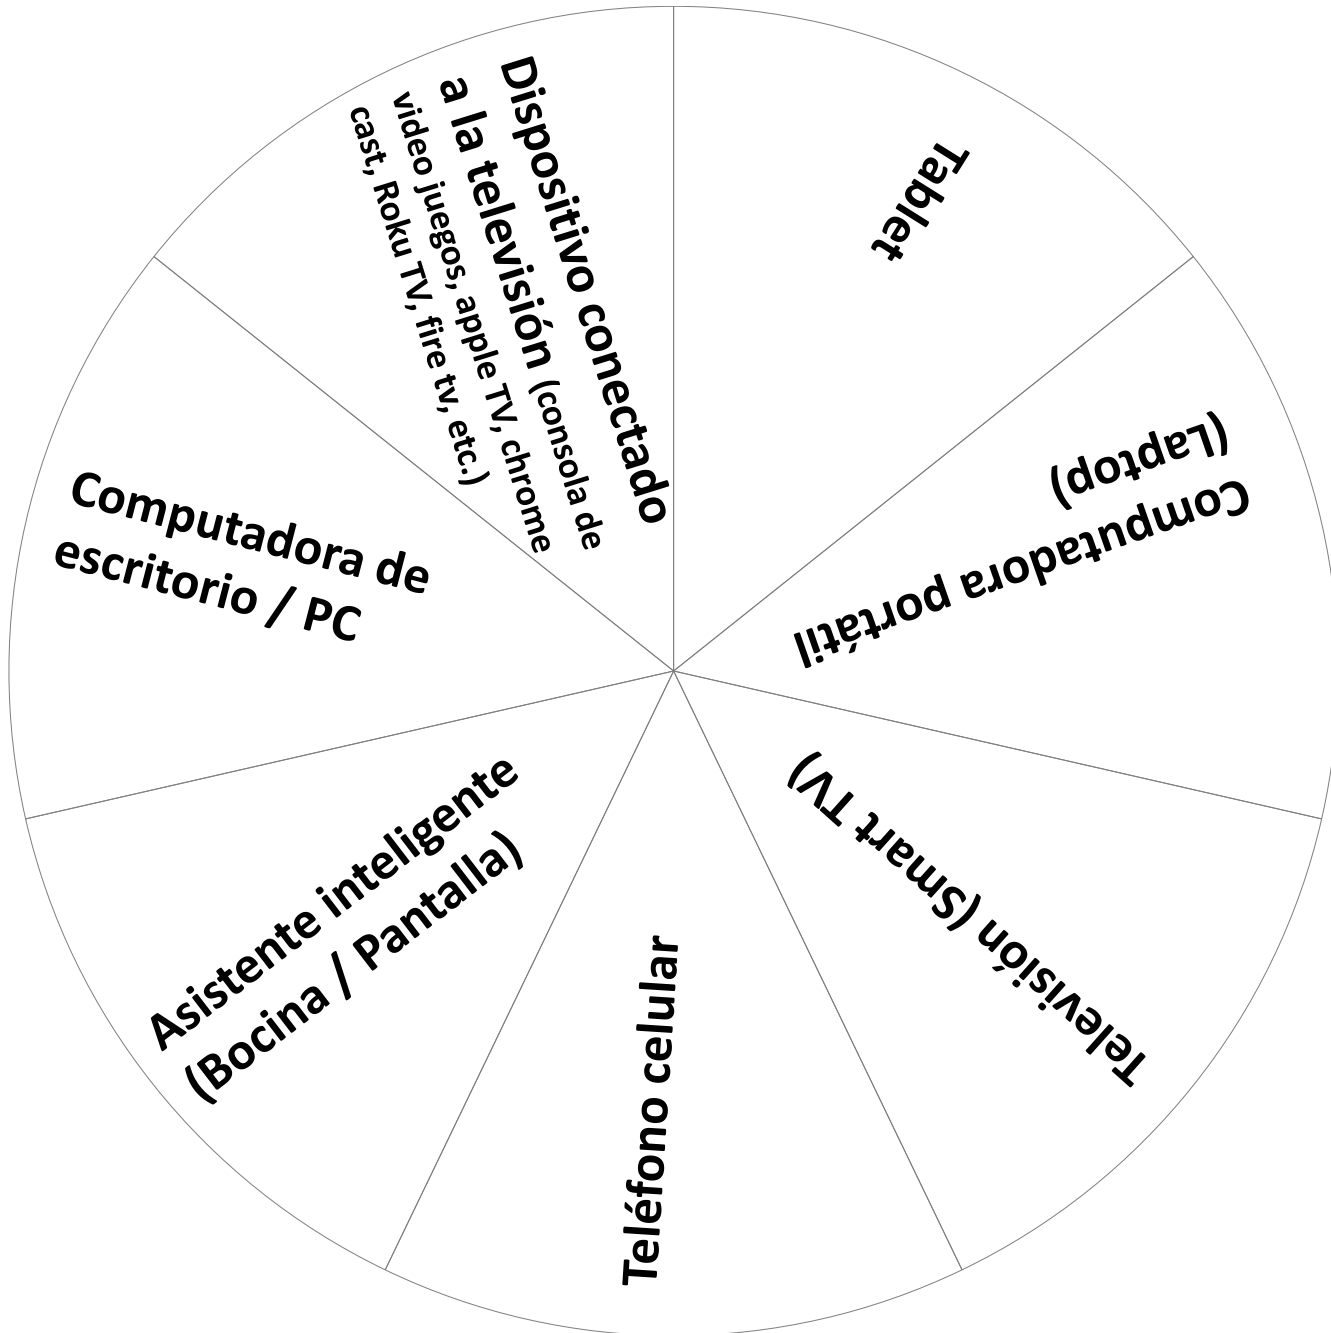 Tablet
Computadora portátil
(Laptop)
Televisión (Smart TV)
Teléfono celular
Asistente inteligente
(Bocina / Pantalla)
Computadora de
escritorio / PC
Dispositivo conectado
a la televisión (consola de
video juegos, apple TV, chrome
cast, Roku TV, fire tv, etc.)